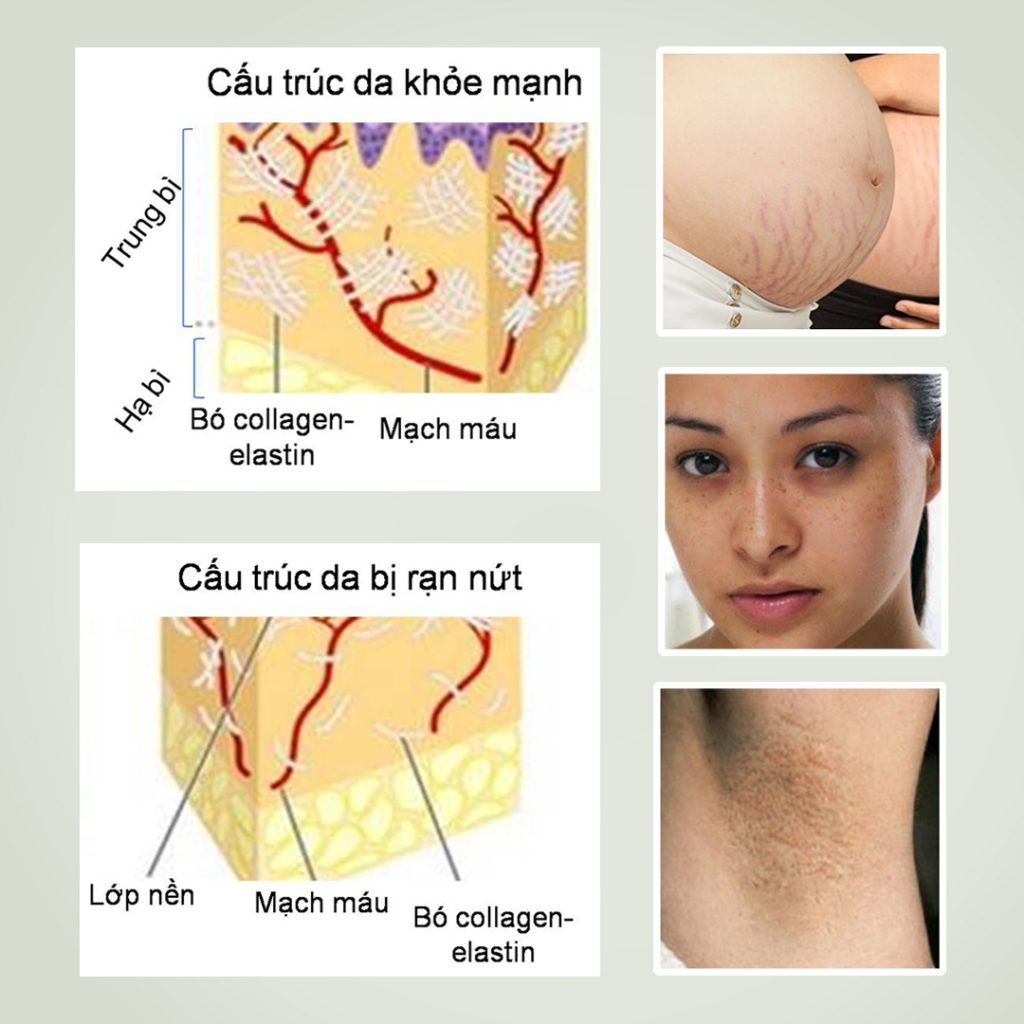 Cấu trúc da khỏe mạnh
Trung bì
Hạ bì
Bó collagen-
elastin
Mạch máu
Cấu trúc da bị rạn nứt
Lớp nền
Mạch máu
Bó collagen-
elastin